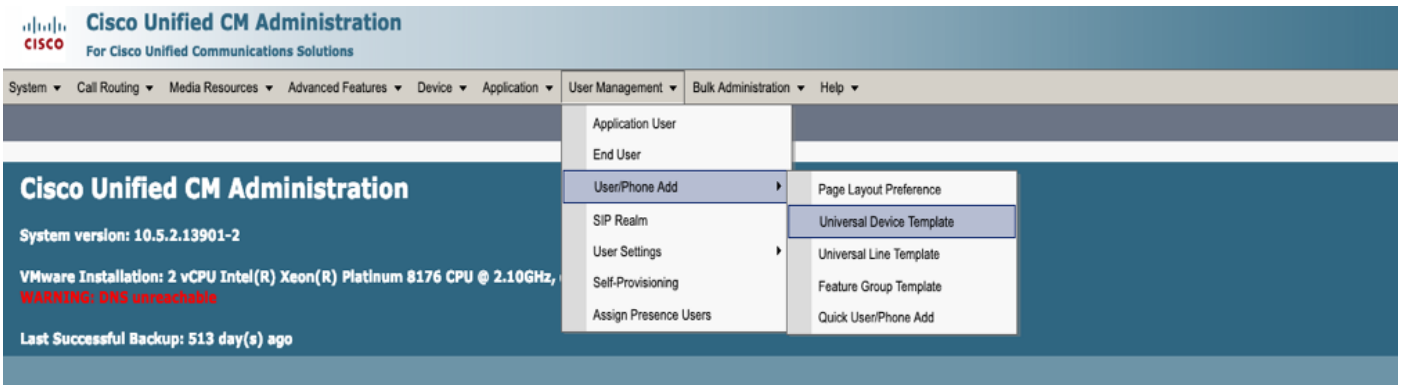 Cisco Unified CM Administration
CISCO
For Cisco Unified Communications Solutions
System Call Routing Media Resources Advanced Features Device Application User Management Bulk Administration Help
Application User
End User
User/Phone Add
SIP Realm
User Settings
Self-Provisioning
Assign Presence Users
Page Layout Preference
Universal Device Template
Universal Line Template
Feature Group Template
Quick User/Phone Add
Cisco Unified CM Administration
System version: 10.5.2.13901-2
VMware Installation: 2 vCPU Intel(R) Xeon(R) Platinum 8176 CPU @ 2.10GHz,
WARNING: DNS unreachable
Last Successful Backup: 513 day(s) ago